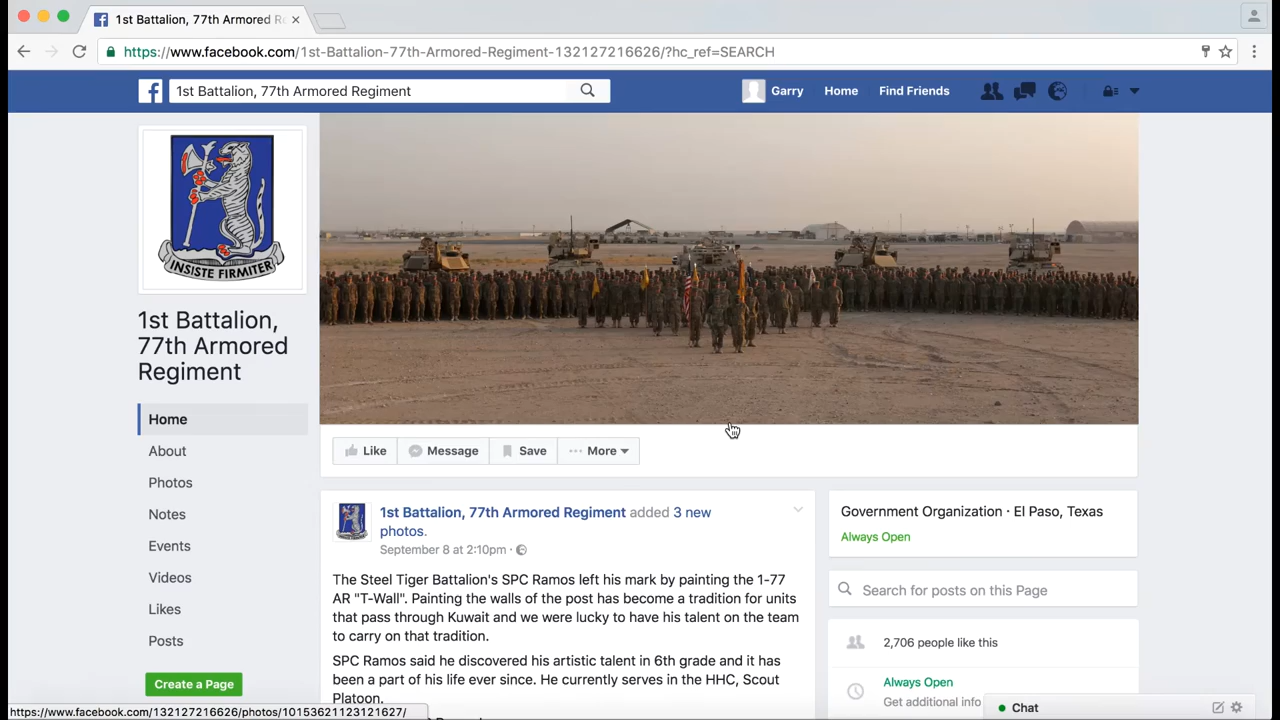 1st Battalion, 77th Armored Re
https://www.facebook.com/1st-Battalion-77th-Armored-Regiment-132127216626/?hc_ref=SEARCH
1st Battalion, 77th Armored Regiment
Garry
Home
Find Friends
INSISTE FIRMITER
1st Battalion,
77th Armored
Regiment
Home
About
Photos
Notes
Events
Videos
Likes
Posts
Create a Page
Like
Message
Save
More
1st Battalion, 77th Armored Regiment added 3 new
photos.
September 8 at 2:10pm ·
The Steel Tiger Battalion's SPC Ramos left his mark by painting the 1-77
AR "T-Wall". Painting the walls of the post has become a tradition for units
that pass through Kuwait and we were lucky to have his talent on the team
to carry on that tradition.
SPC Ramos said he discovered his artistic talent in 6th grade and it has
been a part of his life ever since. He currently serves in the HHC, Scout
Platoon.
Government Organization · El Paso, Texas
Always Open
Search for posts on this Page
2,706 people like this
Always Open
Get additional info
Chat
https://www.facebook.com/132127216626/photos/10153621123121627/